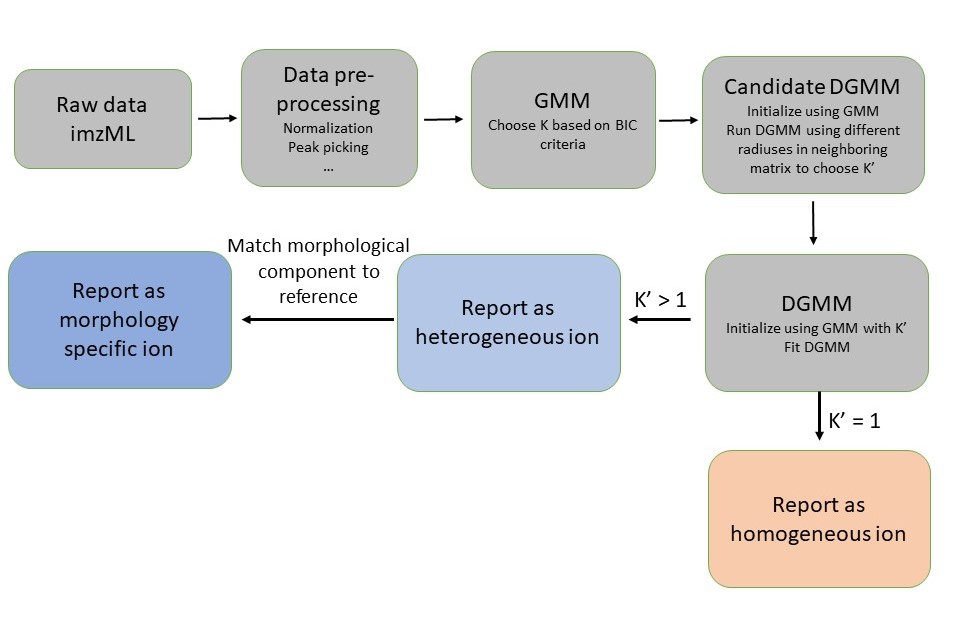 Raw data
imzML
Data pre-
processing
Normalization
Peak picking
...
GMM
Choose K based on BIC
criteria
Candidate DGMM
Initialize using GMM
Run DGMM using different
radiuses in neighboring
matrix to choose K’
DGMM
Initialize using GMM with K’
Fit DGMM
K’ > 1
Report as
heterogeneous ion
Match morphological
component to
reference
Report as
morphology
specific ion
K’ = 1
Report as
homogeneous ion